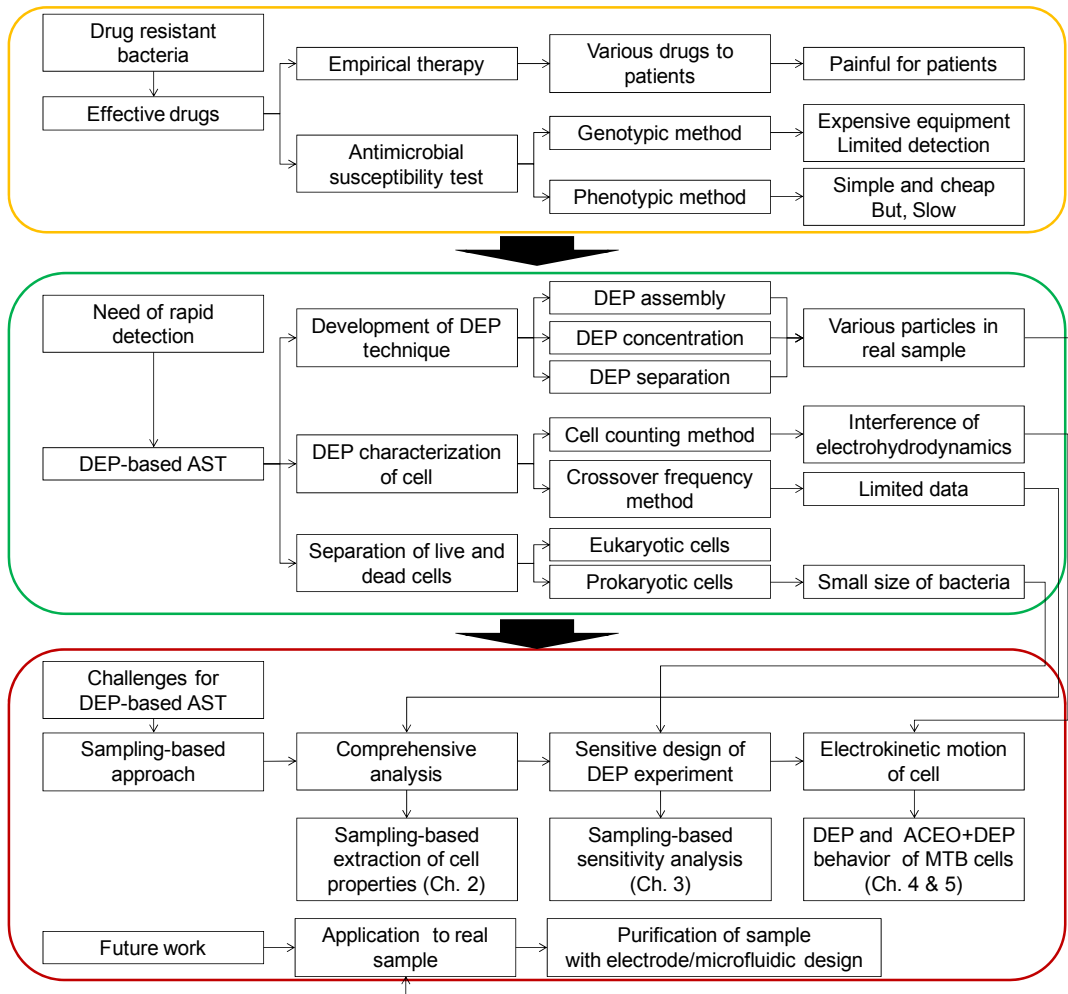 Drug resistant
bacteria
Effective drugs
Empirical therapy
Various drugs to
patients
Painful for patients
Antimicrobial
susceptibility test
Genotypic method
Expensive equipment
Limited detection
Phenotypic method
Simple and cheap
But, Slow
Need of rapid
detection
DEP-based AST
Development of DEP
technique
DEP assembly
DEP concentration
DEP separation
Various particles in
real sample
DEP characterization
of cell
Cell counting method
Interference of
electrohydrodynamics
Crossover frequency
method
Limited data
Separation of live and
dead cells
Eukaryotic cells
Prokaryotic cells
Small size of bacteria
Challenges for
DEP-based AST
Sampling-based
approach
Comprehensive
analysis
Sensitive design of
DEP experiment
Electrokinetic motion
of cell
Sampling-based
extraction of cell
properties (Ch. 2)
Sampling-based
sensitivity analysis
(Ch. 3)
DEP and ACEO+DEP
behavior of MTB cells
(Ch. 4 & 5)
Future work
Application to real
sample
Purification of sample
with electrode/microfluidic design